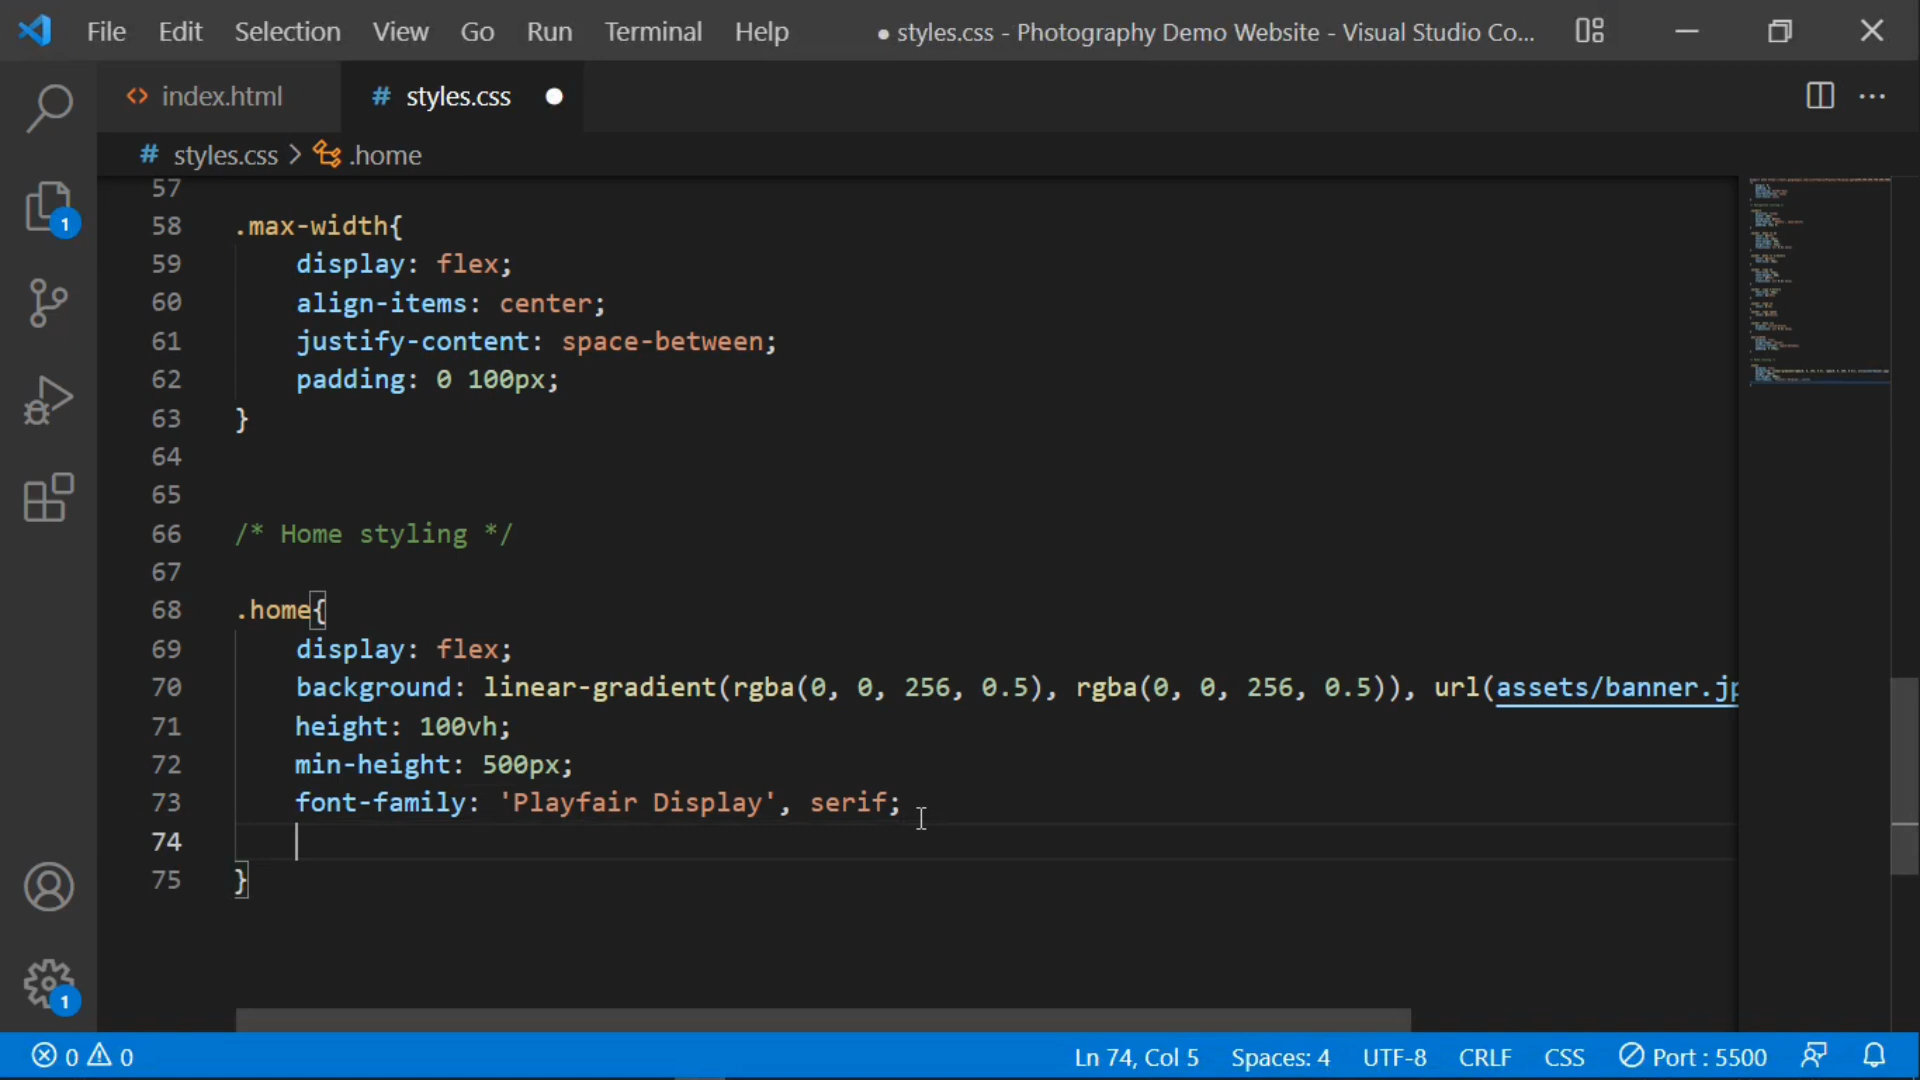 File Edit Selection View Go Run Terminal Help ● styles.css - Photography Demo Website - Visual Studio Co...
<> index.html # styles.css ●
# styles.css > .home
57
58 .max-width{
59 display: flex;
60 align-items: center;
61 justify-content: space-between;
62 padding: 0 100px;
63 }
64
65
66 /* Home styling */
67
68 .home{
69 display: flex;
70 background: linear-gradient(rgba(0, 0, 256, 0.5), rgba(0, 0, 256, 0.5)), url(assets/banner.jp
71 height: 100vh;
72 min-height: 500px;
73 font-family: 'Playfair Display', serif;
74
75 }
1
1
0 0 Ln 74, Col 5 Spaces: 4 UTF-8 CRLF CSS Port : 5500